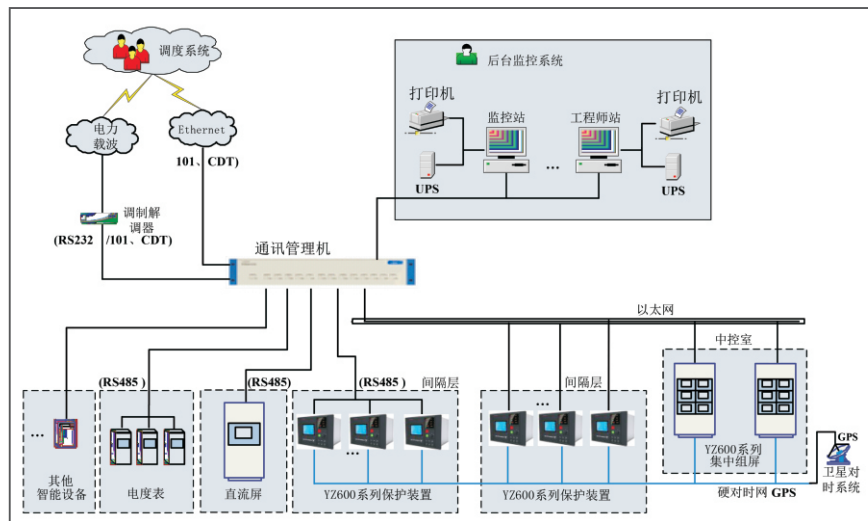 调度系统
电力
载波
Ethernet
101、CDT)
调制解
调器
(RS232 /101、CDT)
后台监控系统
打印机
监控站
工程师站
打印机
UPS
...
UPS
通讯管理机
以太网
中控室
(RS485 )
(RS485)
(RS485 )
间隔层
间隔层
...
...
...
...
其他
智能设备
电度表
直流屏
YZ600系列保护装置
YZ600系列保护装置
YZ600系列
集中组屏
GPS
卫星对
时系统
硬对时网 GPS